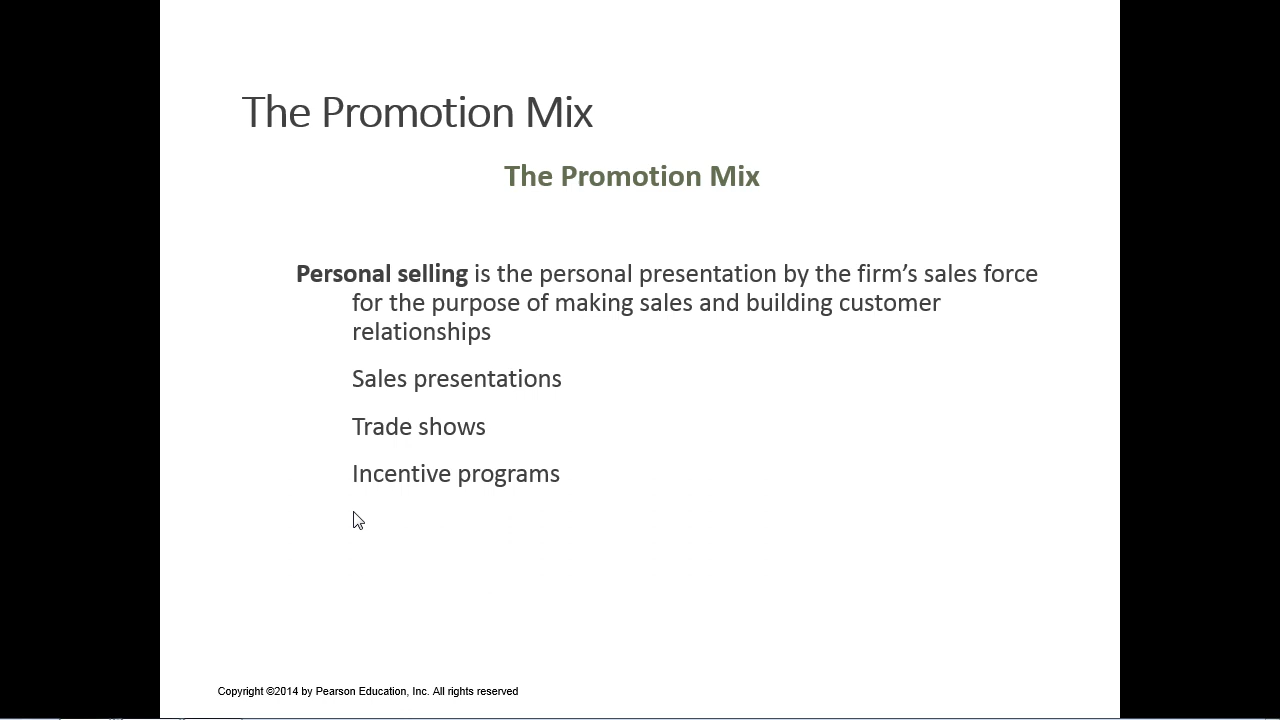 The Promotion Mix
The Promotion Mix
Personal selling is the personal presentation by the firm’s sales force
for the purpose of making sales and building customer
relationships
Sales presentations
Trade shows
Incentive programs
Copyright ©2014 by Pearson Education, Inc. All rights reserved